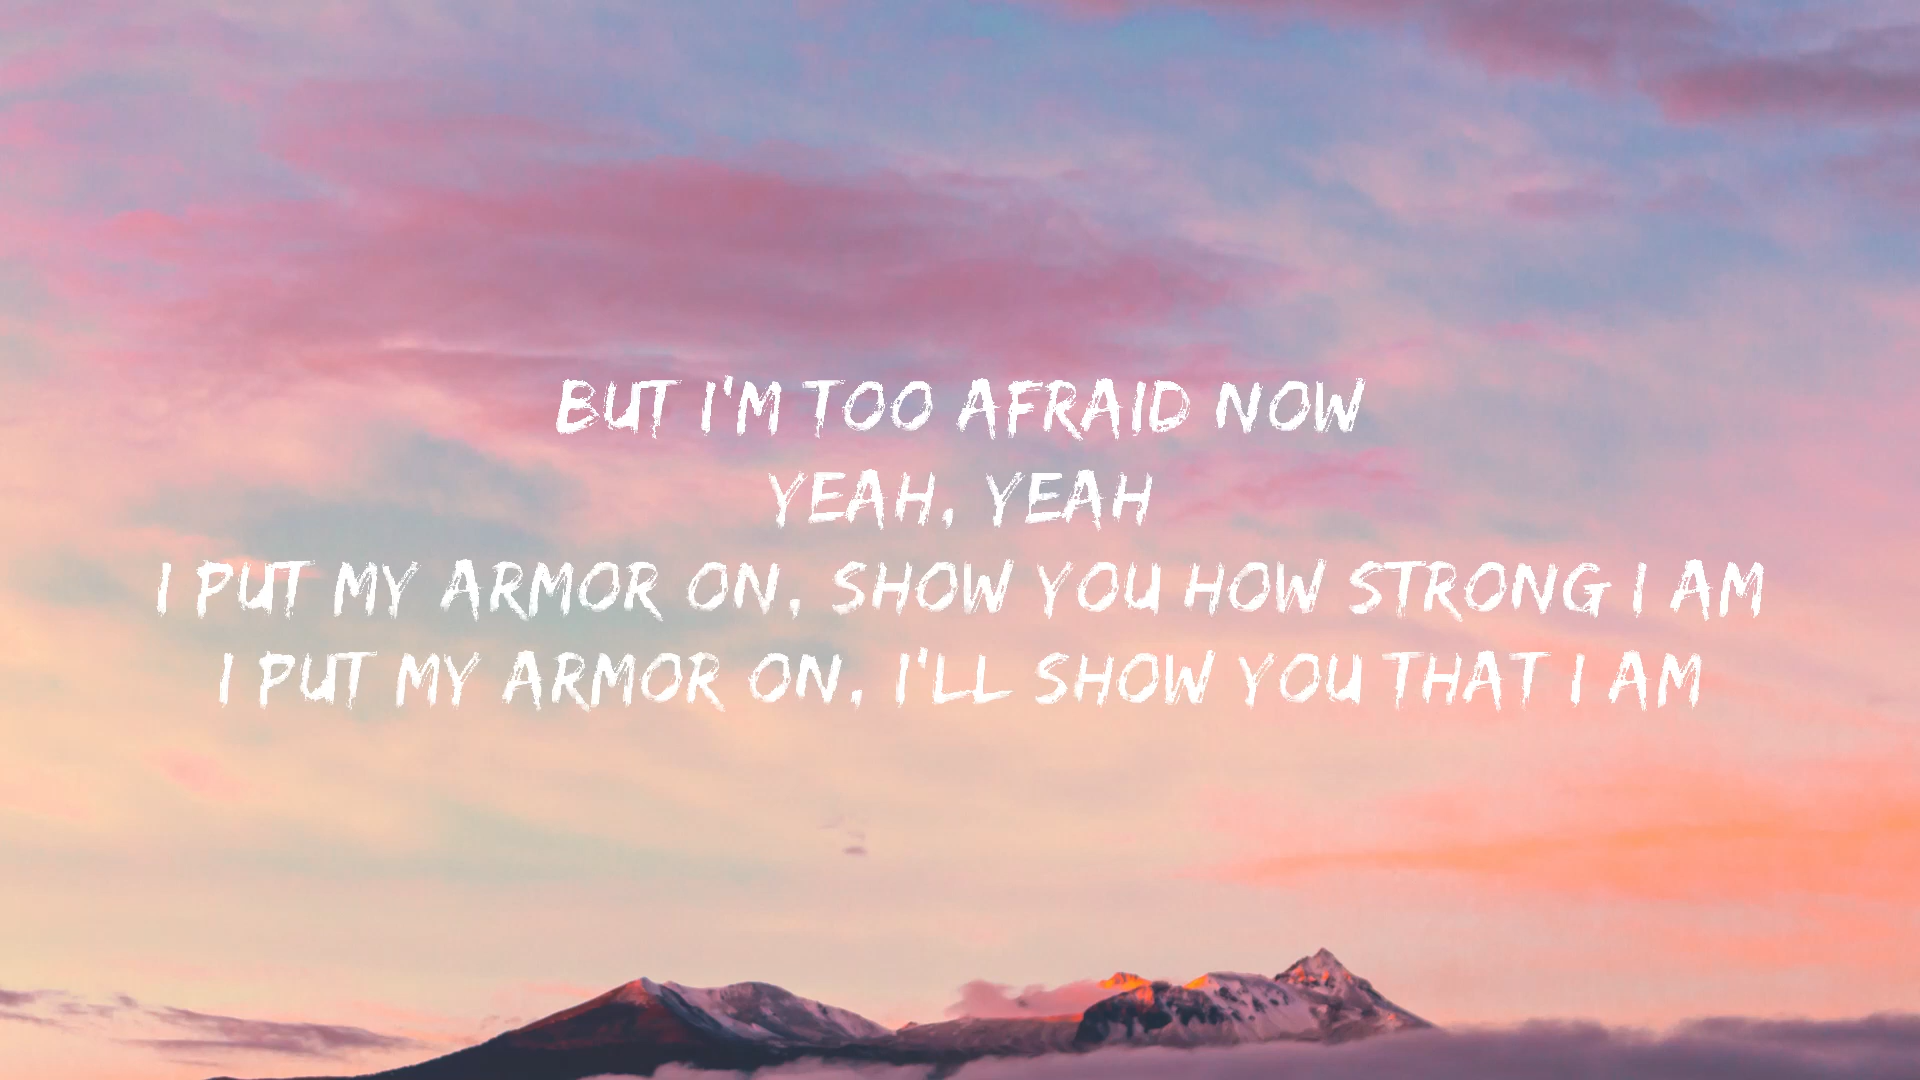 BUT I'M TOO AFRAID NOW
YEAH, YEAH
I PUT MY ARMOR ON, SHOW YOU HOW STRONG I AM
I PUT MY ARMOR ON, I'LL SHOW YOU THAT I AM